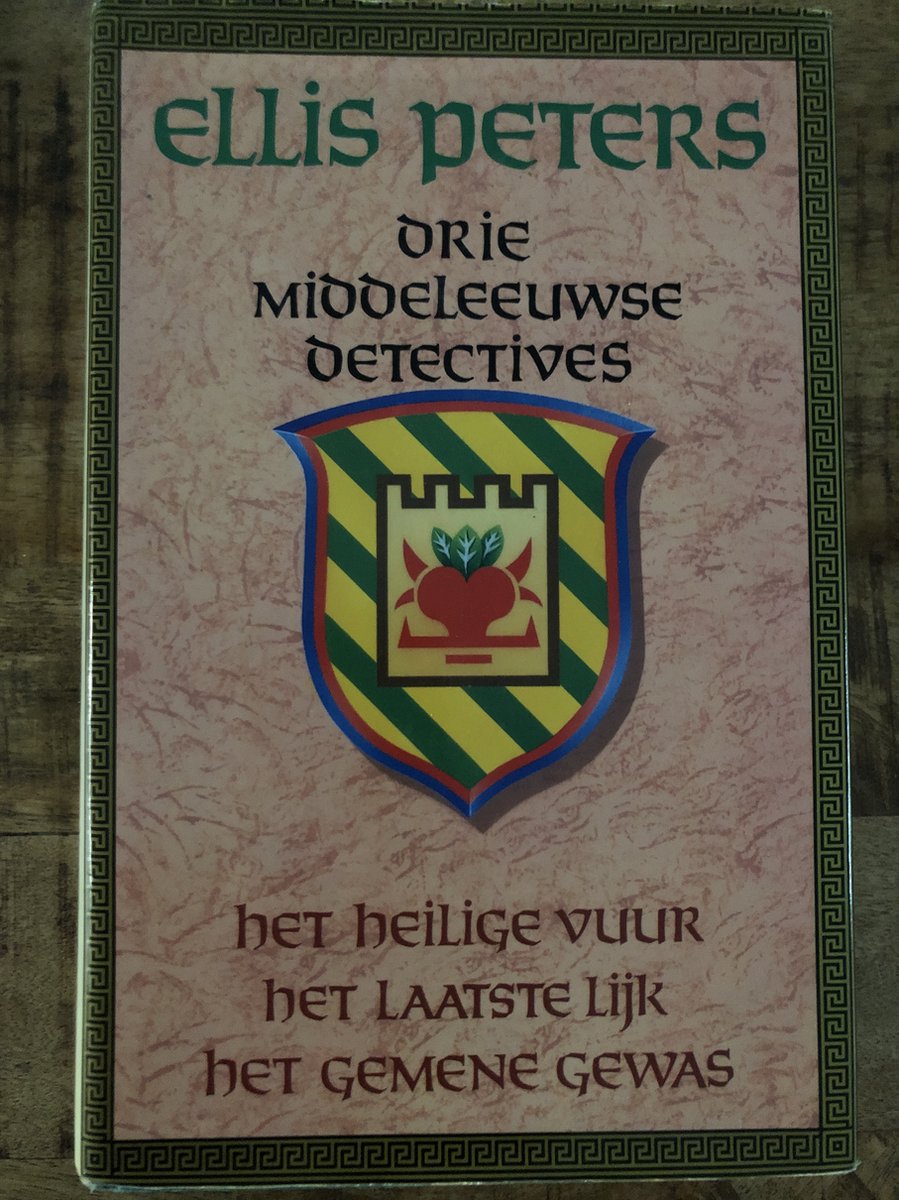 Ellis Peters
Drie
Middeleeuwse
Detectives
Het Heilige Vuur
Het Laatste Lijk
Het Gemene Gewas